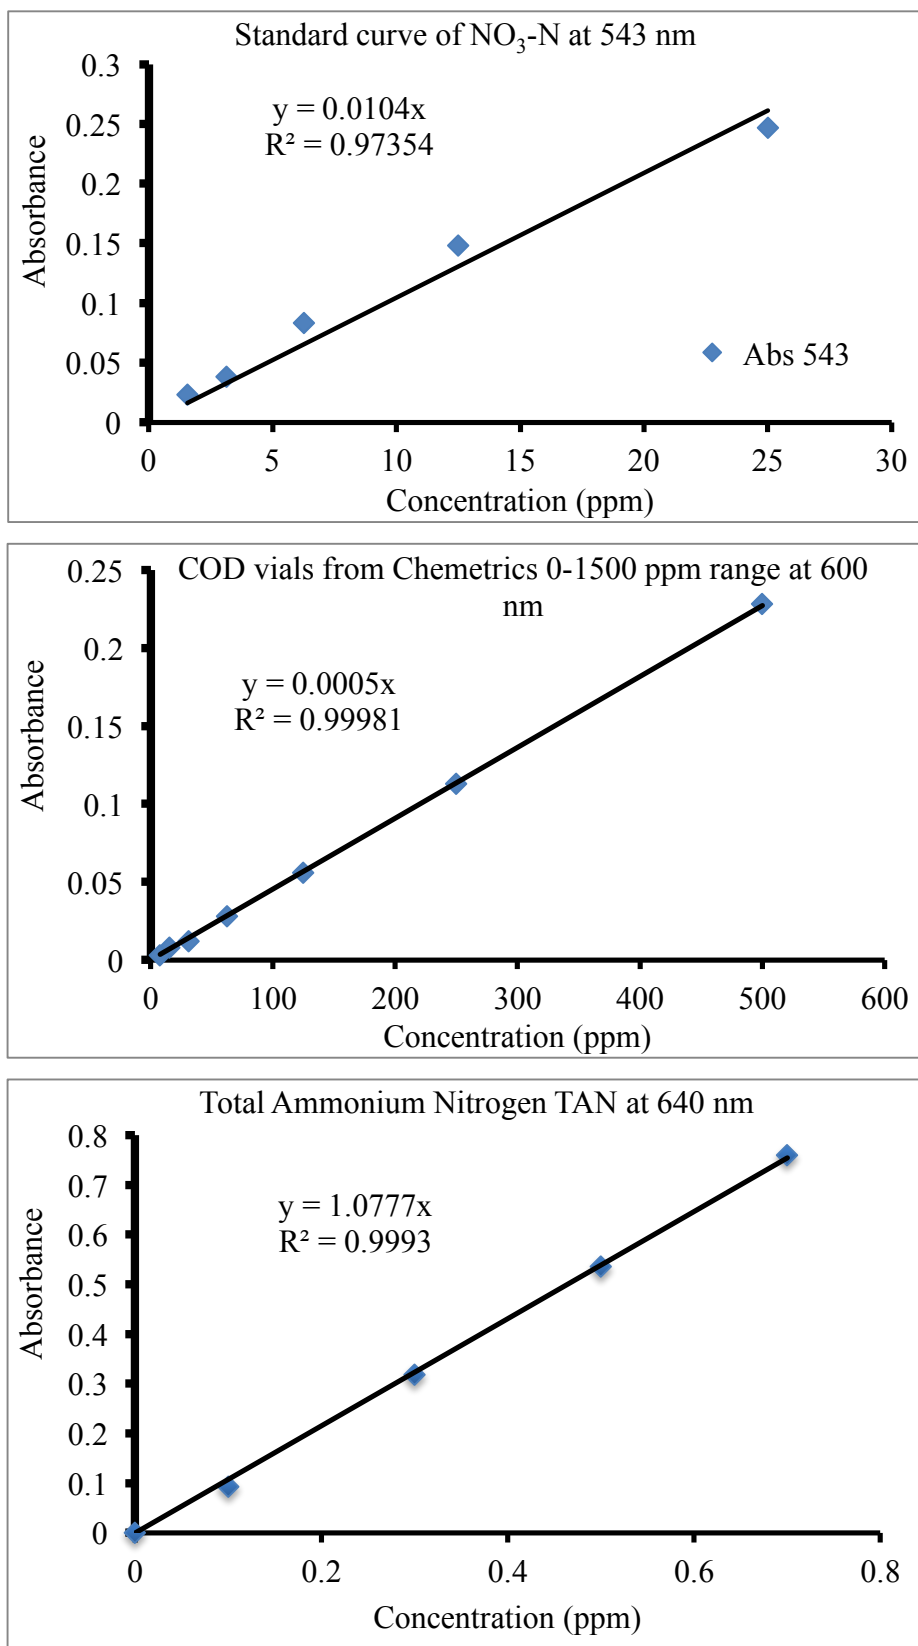 Standard curve of NO₃-N at 543 nm
0.3
y = 0.0104x
R² = 0.97354
0.25
0.2
Absorbance
0.15
0.1
0.05
Abs 543
0
0 5 10 15 20 25 30
Concentration (ppm)
COD vials from Chemetrics 0-1500 ppm range at 600
nm
0.25
0.2
y = 0.0005x
R² = 0.99981
Absorbance
0.15
0.1
0.05
0
0 100 200 300 400 500 600
Concentration (ppm)
Total Ammonium Nitrogen TAN at 640 nm
0.8
0.7
y = 1.0777x
R² = 0.9993
0.6
0.5
Absorbance
0.4
0.3
0.2
0.1
0
0 0.2 0.4 0.6 0.8
Concentration (ppm)